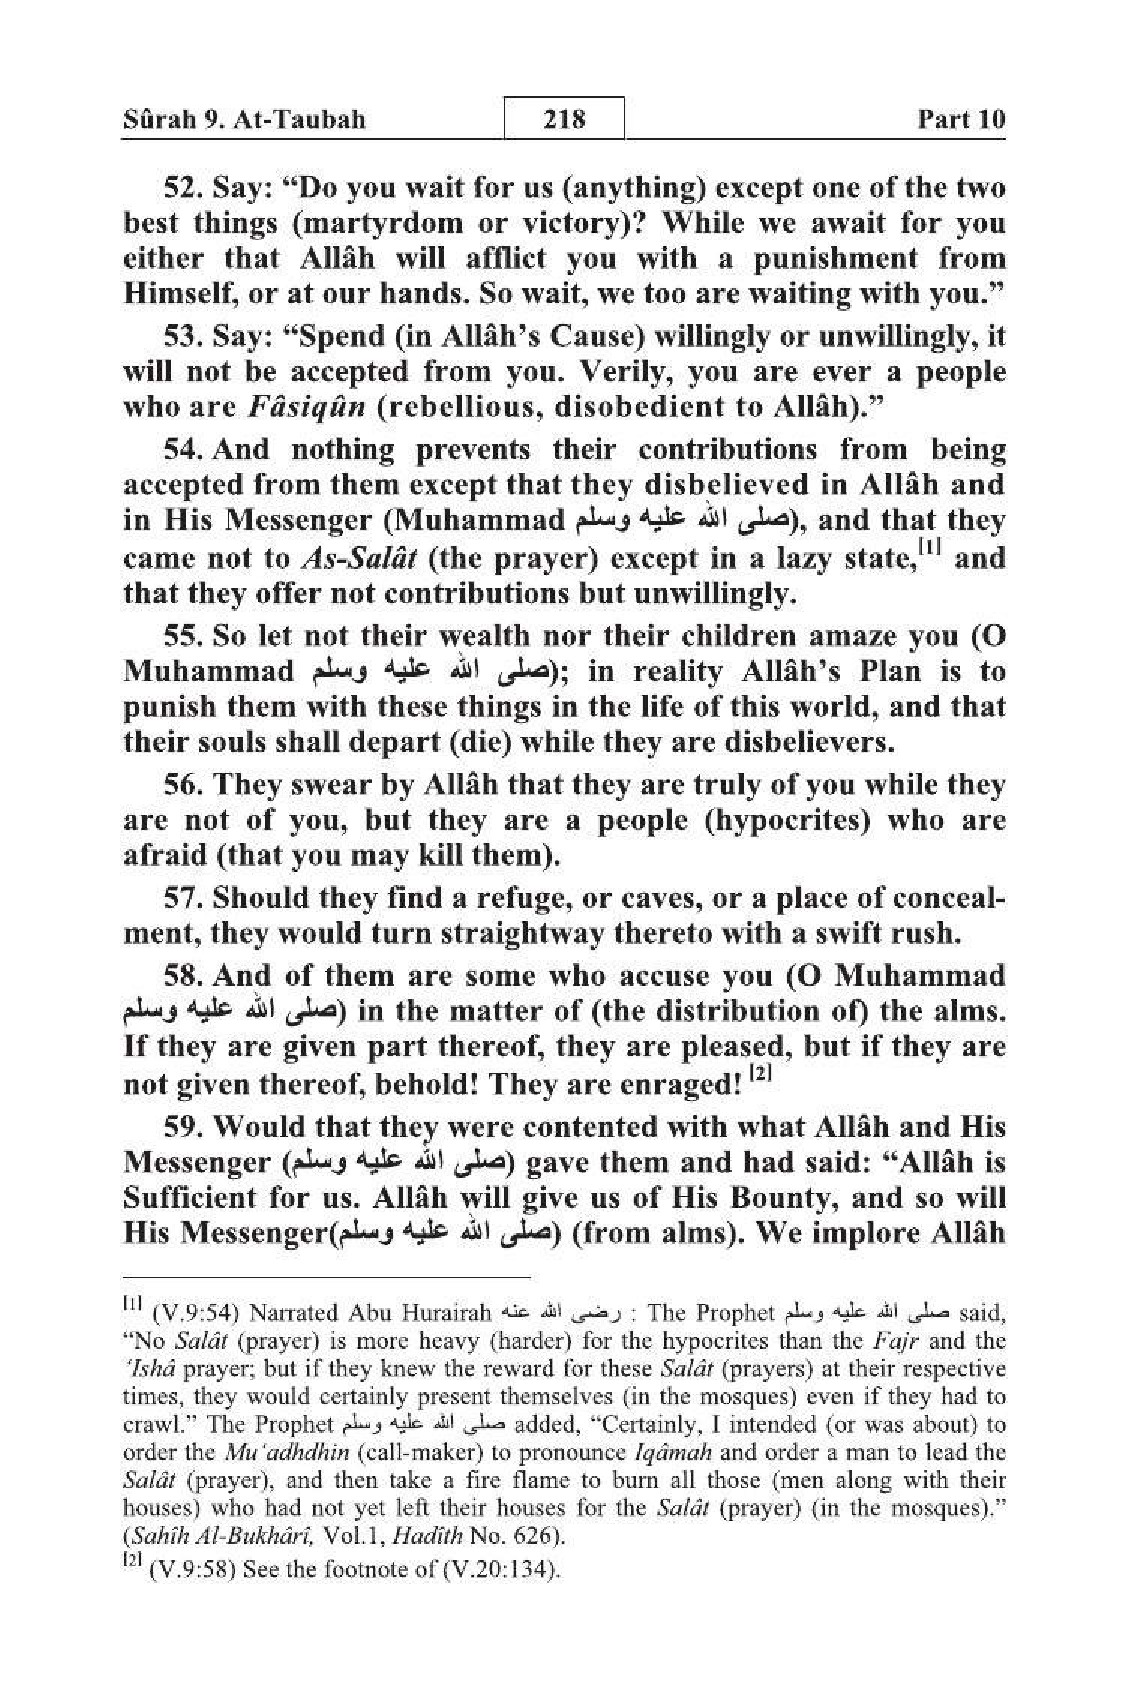 Sûrah 9. At-Taubah 218 Part 10
52. Say: “Do you wait for us (anything) except one of the two
best things (martyrdom or victory)? While we await for you
either that Allâh will afflict you with a punishment from
Himself, or at our hands. So wait, we too are waiting with you.”
53. Say: “Spend (in Allâh’s Cause) willingly or unwillingly, it
will not be accepted from you. Verily, you are ever a people
who are Fâsiqûn (rebellious, disobedient to Allâh).”
54. And nothing prevents their contributions from being
accepted from them except that they disbelieved in Allâh and
in His Messenger (Muhammad صلى الله عليه وسلم), and that they
came not to As-Salât (the prayer) except in a lazy state,[1] and
that they offer not contributions but unwillingly.
55. So let not their wealth nor their children amaze you (O
Muhammad صلى الله عليه وسلم); in reality Allâh’s Plan is to
punish them with these things in the life of this world, and that
their souls shall depart (die) while they are disbelievers.
56. They swear by Allâh that they are truly of you while they
are not of you, but they are a people (hypocrites) who are
afraid (that you may kill them).
57. Should they find a refuge, or caves, or a place of conceal-
ment, they would turn straightway thereto with a swift rush.
58. And of them are some who accuse you (O Muhammad
صلى الله عليه وسلم) in the matter of (the distribution of) the alms.
If they are given part thereof, they are pleased, but if they are
not given thereof, behold! They are enraged! [2]
59. Would that they were contented with what Allâh and His
Messenger (صلى الله عليه وسلم) gave them and had said: “Allâh is
Sufficient for us. Allâh will give us of His Bounty, and so will
His Messenger(صلى الله عليه وسلم) (from alms). We implore Allâh
[1] (V.9:54) Narrated Abu Hurairah رضى الله عنه : The Prophet صلى الله عليه وسلم said,
“No Salât (prayer) is more heavy (harder) for the hypocrites than the Fajr and the
‘Ishâ prayer; but if they knew the reward for these Salât (prayers) at their respective
times, they would certainly present themselves (in the mosques) even if they had to
crawl.” The Prophet صلى الله عليه وسلم added, “Certainly, I intended (or was about) to
order the Mu‘adhdhin (call-maker) to pronounce Iqâmah and order a man to lead the
Salât (prayer), and then take a fire flame to burn all those (men along with their
houses) who had not yet left their houses for the Salât (prayer) (in the mosques).”
(Sahîh Al-Bukhârî, Vol.1, Hadîth No. 626).
[2] (V.9:58) See the footnote of (V.20:134).